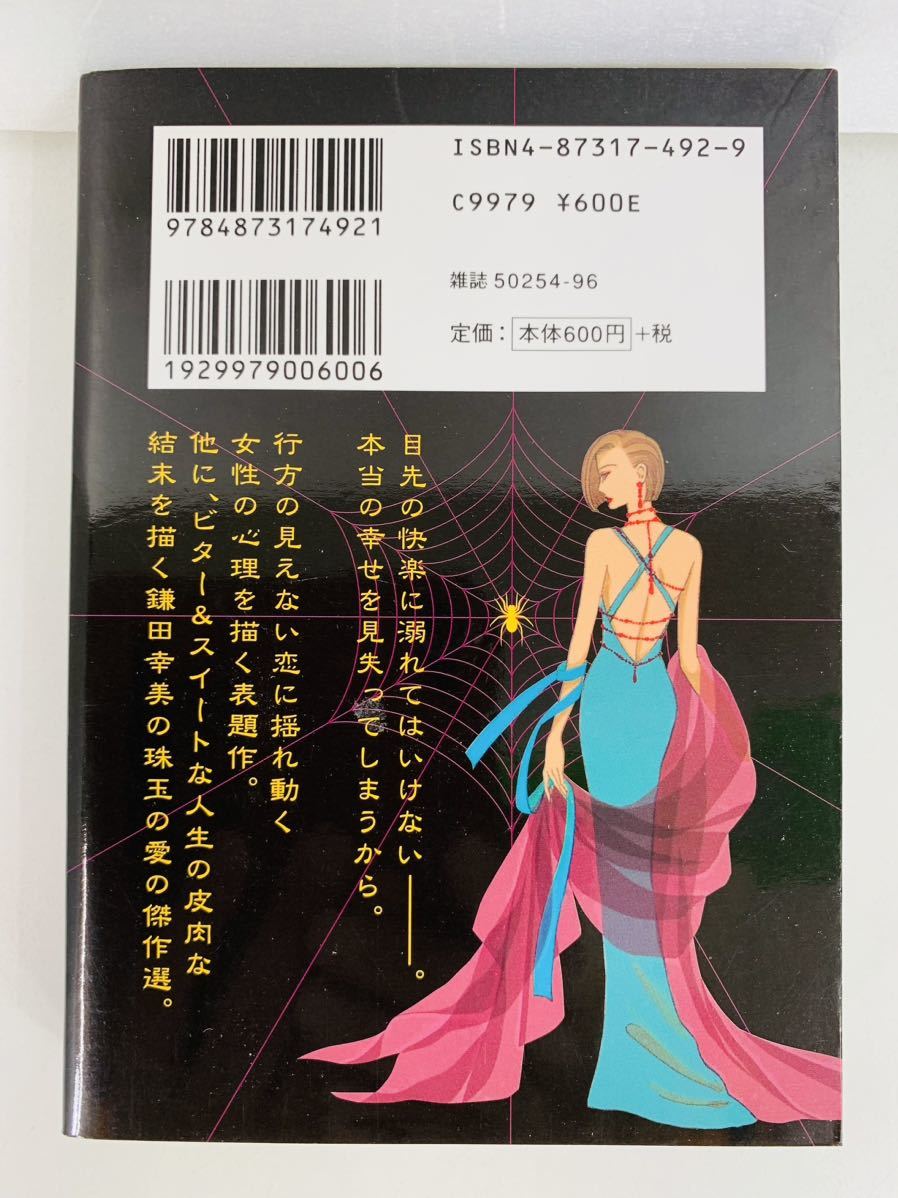 ISBN4-87317-492-9
C9979 ¥600E
9784873174921
雑誌 50254-96
定価：本体600円+税
1929979006006
目先の快楽に溺れてはいけない――。
本当の幸せを見失ってしまうから。
行方の見えない恋に揺れ動く
女性の心理を描く表題作。
他に、ビター&スイートな人生の皮肉な
結末を描く鎌田幸美の珠玉の愛の傑作選。